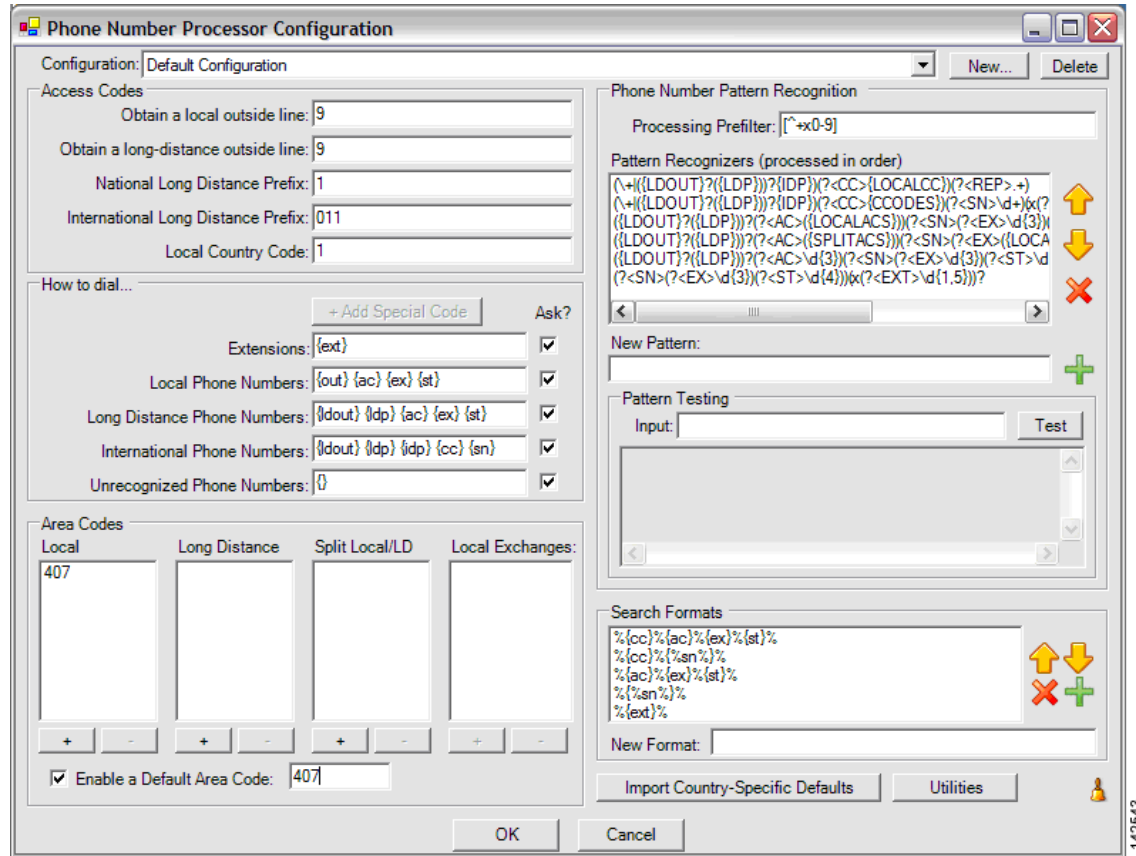 Phone Number Processor Configuration
Configuration: Default Configuration
New... Delete
Access Codes
Obtain a local outside line: 9
Obtain a long-distance outside line: 9
National Long Distance Prefix: 1
International Long Distance Prefix: 011
Local Country Code: 1
How to dial...
+ Add Special Code Ask?
Extensions: {ext}
Local Phone Numbers: {out} {ac} {ex} {st}
Long Distance Phone Numbers: {ldout} {ldp} {ac} {ex} {st}
International Phone Numbers: {ldout} {ldp} {idp} {cc} {sn}
Unrecognized Phone Numbers: {}
Area Codes
Local Long Distance Split Local/LD Local Exchanges:
407
+ - + - + - + -
Enable a Default Area Code: 407
Phone Number Pattern Recognition
Processing Prefilter: [^+x0-9]
Pattern Recognizers (processed in order)
(\+|({LDOUT}?({LDP}))?{IDP})(?<CC>{LOCALCC})(?<REP>.+)
(\+|({LDOUT}?({LDP}))?{IDP})(?<CC>{CCODES})(?<SN>\d+)(x(?
({LDOUT}?({LDP}))?(?<AC>({LOCALACS}))(?<SN>(?<EX>\d{3})(
({LDOUT}?({LDP}))?(?<AC>({SPLITACS}))(?<SN>(?<EX>({LOCA
({LDOUT}?({LDP}))?(?<AC>\d{3})(?<SN>(?<EX>\d{3})(?<ST>\d
(?<SN>(?<EX>\d{3})(?<ST>\d{4}))(x(?<EXT>\d{1,5}))?
New Pattern:
Pattern Testing
Input: Test
Search Formats
%{cc}%{ac}%{ex}%{st}%
%{cc}%{%sn%}%
%{ac}%{ex}%{st}%
%{%sn%}%
%{ext}%
New Format:
Import Country-Specific Defaults Utilities
OK Cancel
142543